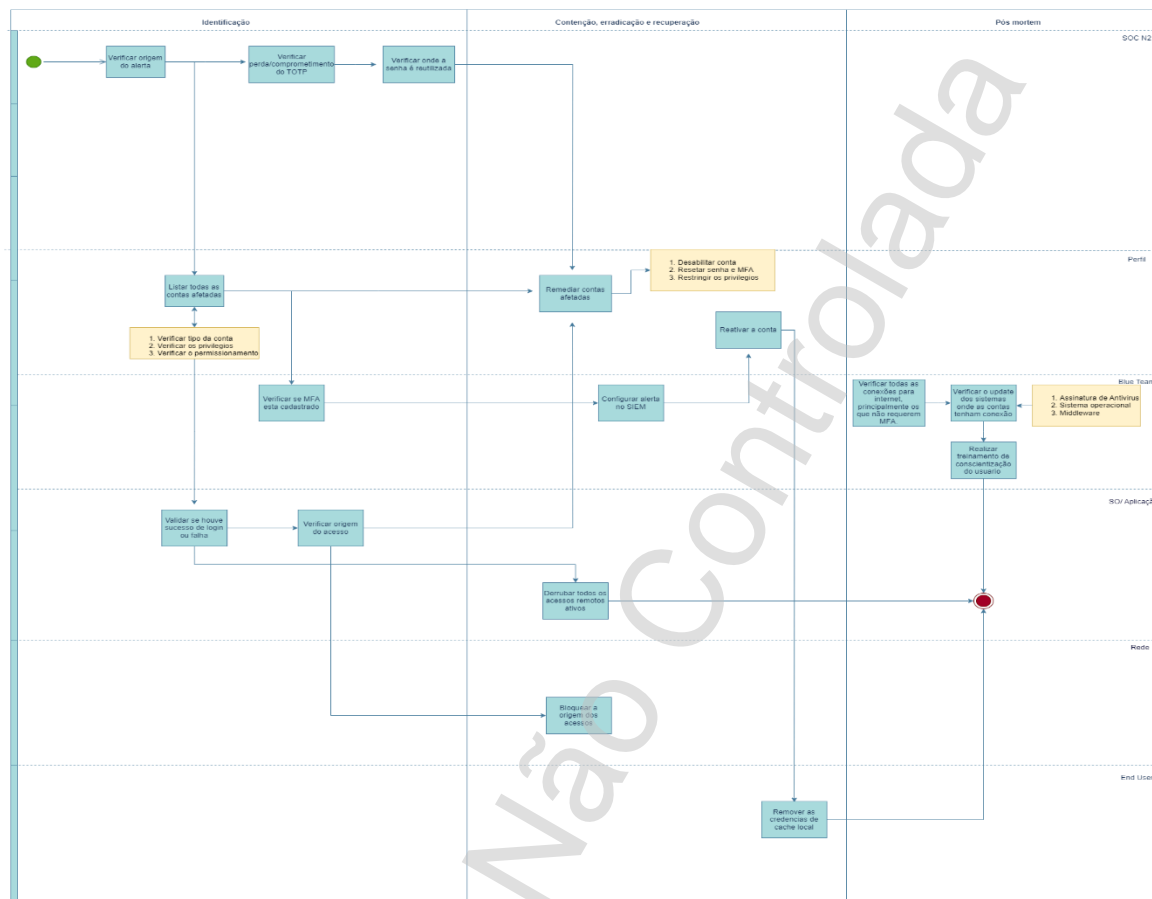 Identificação
Contenção, erradicação e recuperação
Pós mortem
SOC N2
Verificar origem
do alerta
Verificar
perda/comprometimento
do TOTP
Verificar onde a
senha é reutilizada
Perfil
Listar todas as
contas afetadas
1. Verificar tipo da conta
2. Verificar os privilegios
3. Verificar o permissionamento
Remediar contas
afetadas
1. Desabilitar conta
2. Resetar senha e MFA
3. Restringir os privilegios
Reativar a conta
Blue Team
Verificar se MFA
esta cadastrado
Configurar alerta
no SIEM
Verificar todas as
conexões para
internet,
principalmente os
que não requerem
MFA.
Verificar o update
dos sistemas
onde as contas
tenham conexão
1. Assinatura de Antivirus
2. Sistema operacional
3. Middleware
Realizar
treinamento de
conscientização
do usuario
SO/ Aplicaçã
Validar se houve
sucesso de login
ou falha
Verificar origem
do acesso
Derrubar todos os
acessos remotos
ativos
Rede
Bloquear a
origem dos
acessos
End User
Remover as
credencias de
cache local
Não Controlada